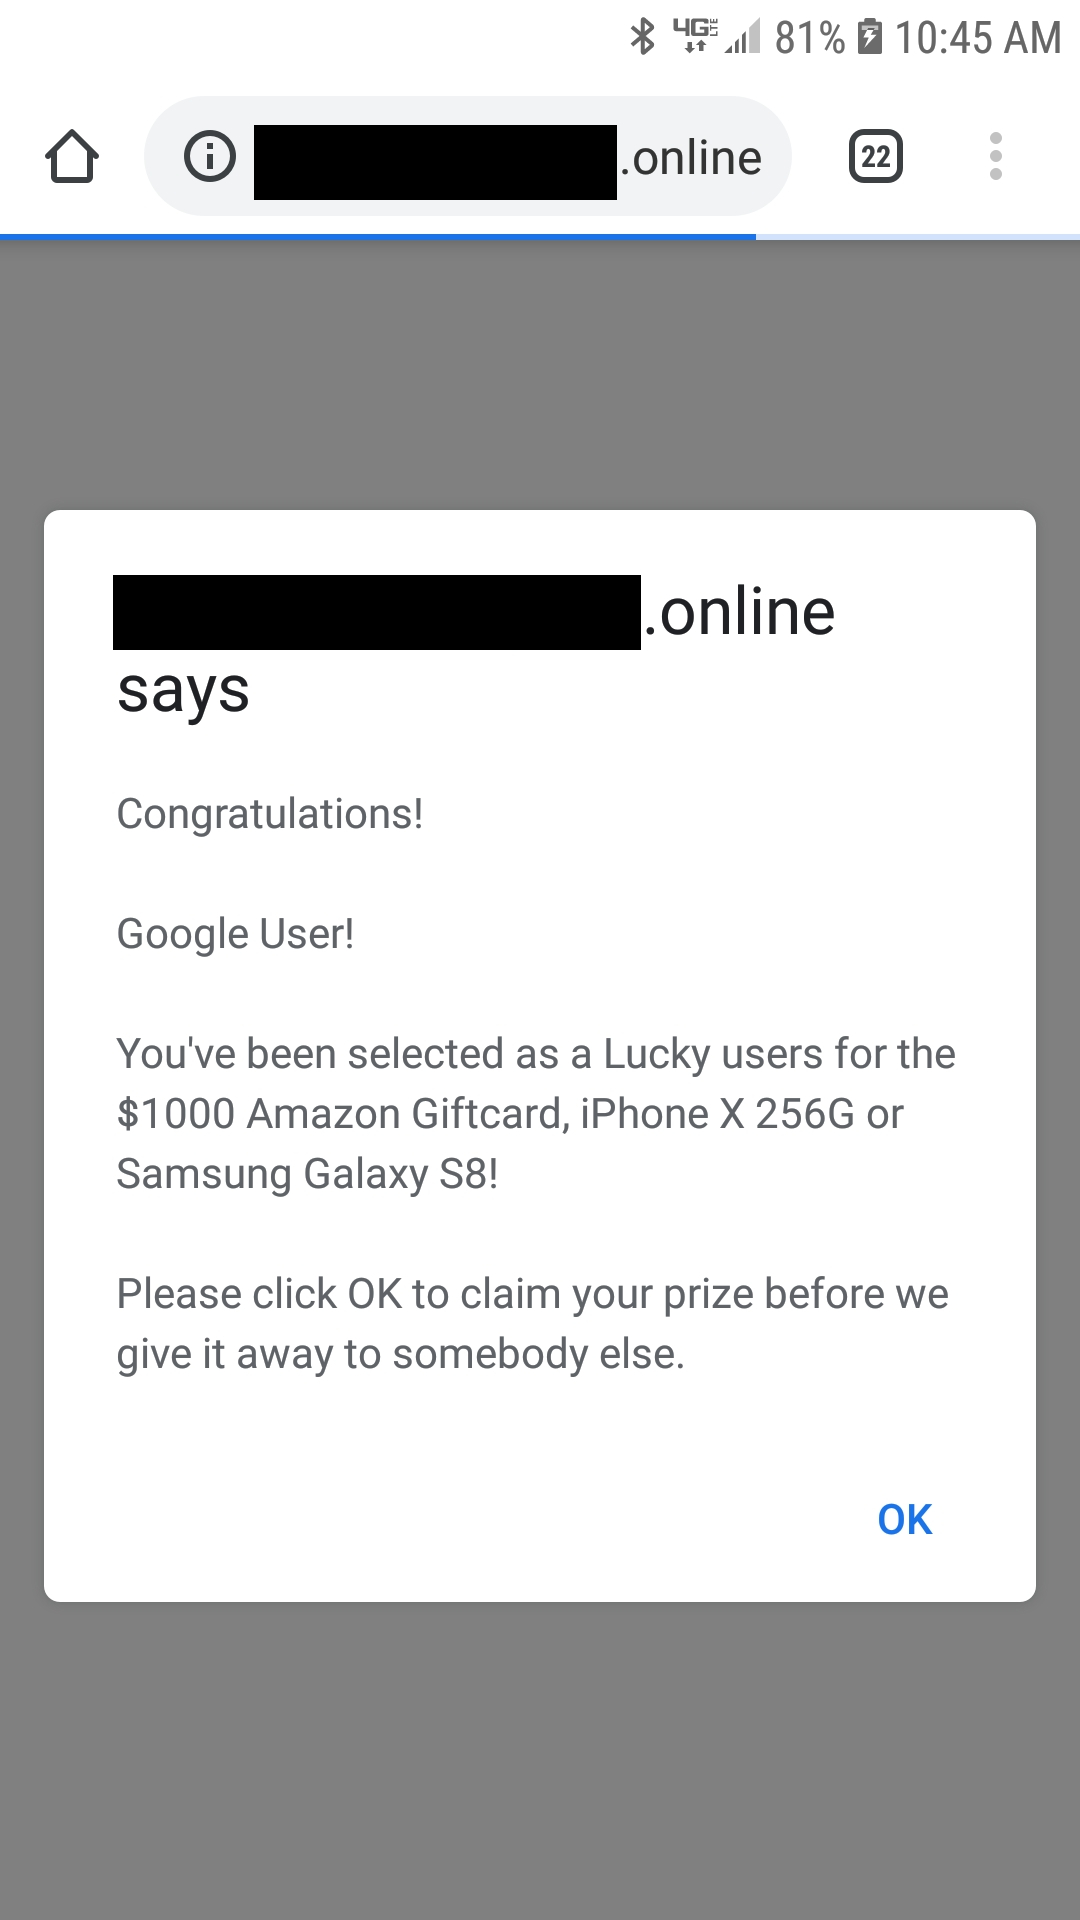 4G LTE 81% 10:45 AM
.online 22
.online
says
Congratulations!
Google User!
You've been selected as a Lucky users for the
$1000 Amazon Giftcard, iPhone X 256G or
Samsung Galaxy S8!
Please click OK to claim your prize before we
give it away to somebody else.
OK